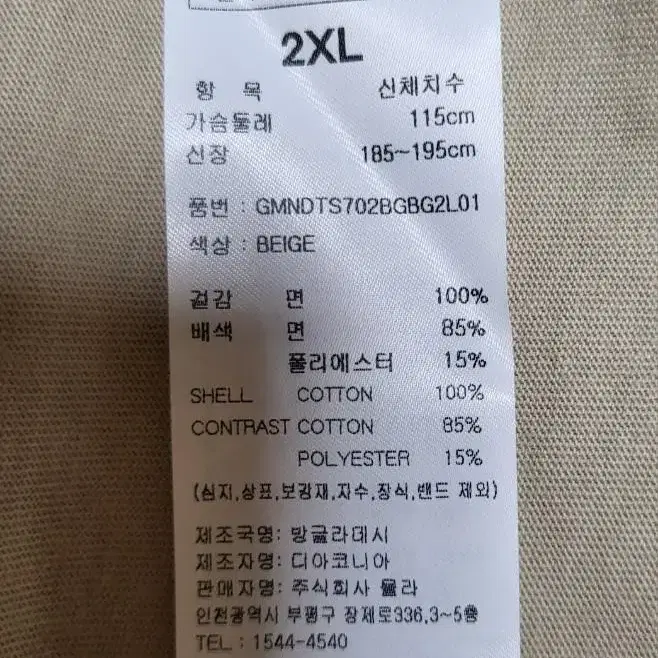 2XL
항 목 신체치수
가슴둘레 115cm
신장 185~195cm
품번 : GMNDTS702BGBG2L01
색상 : BEIGE
겉감 면 100%
배색 면 85%
폴리에스터 15%
SHELL COTTON 100%
CONTRAST COTTON 85%
POLYESTER 15%
(심지,상표,보강재,자수,장식,밴드 제외)
제조국명: 방글라데시
제조자명: 디아코니아
판매자명: 주식회사 물라
인천광역시 부평구 장제로336,3~5층
TEL : 1544-4540